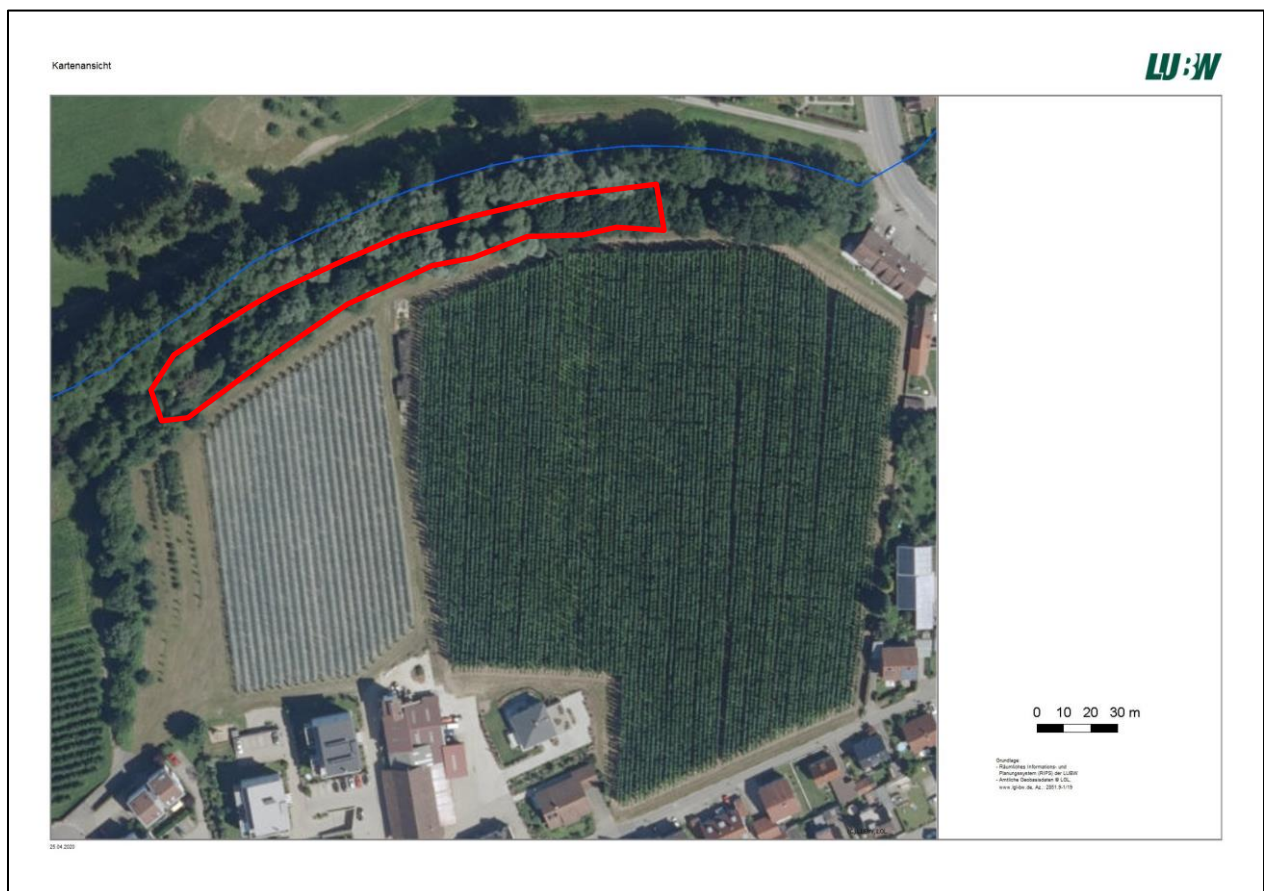 Kartenansicht
LUBW
0 10 20 30 m
Grundlage:
- Räumliches Informations- und
Planungssystem (RIPS) der LUBW
- Amtliche Geobasisdaten © LGL,
www.lgl-bw.de, Az.: 2851.9-1/19
25.04.2020